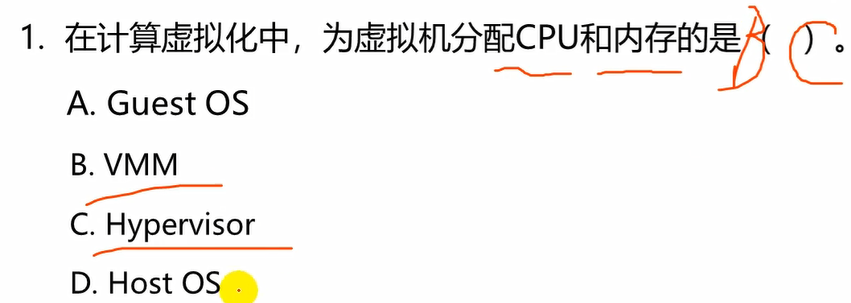 1. 在计算虚拟化中，为虚拟机分配CPU和内存的是（BC）。
A. Guest OS
B. VMM
C. Hypervisor
D. Host OS